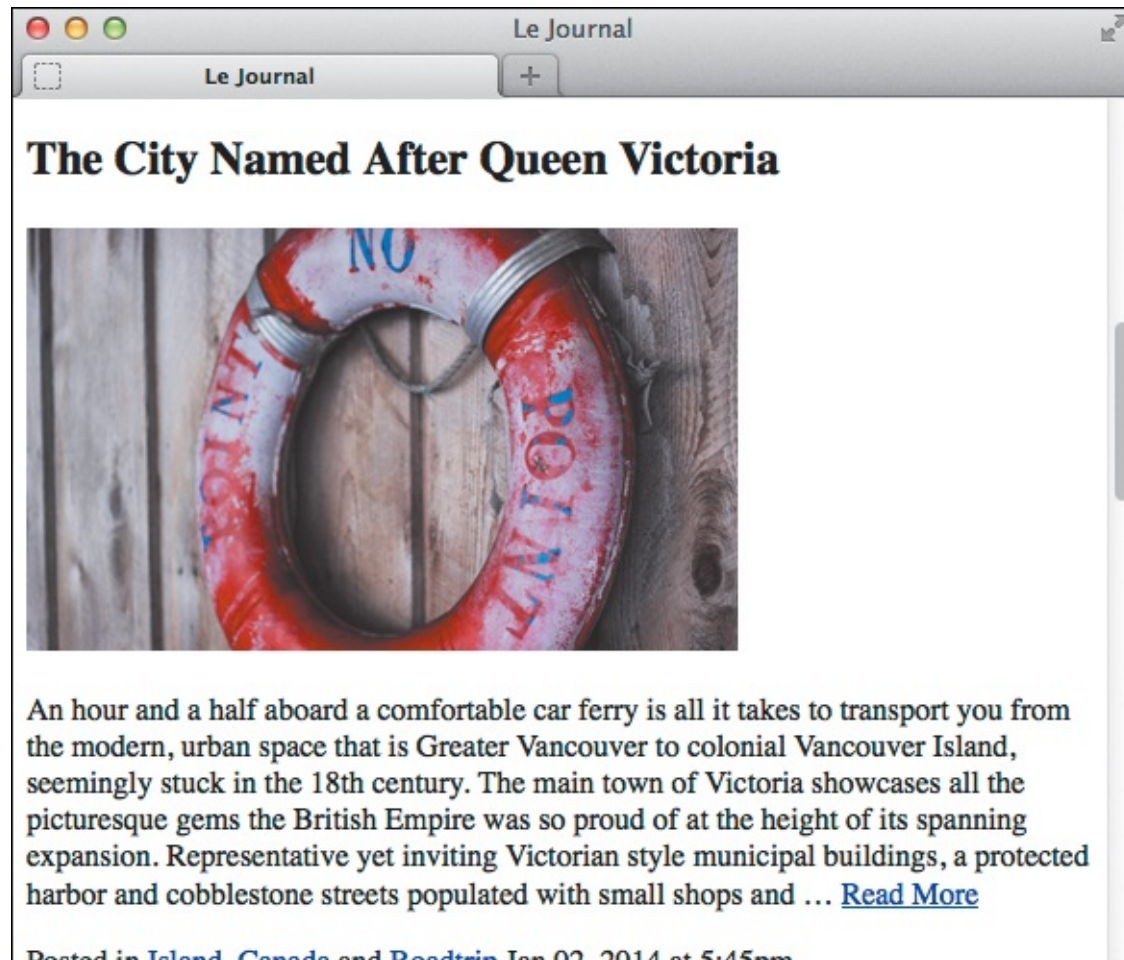 Le Journal
Le Journal
The City Named After Queen Victoria
NO
POINT
An hour and a half aboard a comfortable car ferry is all it takes to transport you from
the modern, urban space that is Greater Vancouver to colonial Vancouver Island,
seemingly stuck in the 18th century. The main town of Victoria showcases all the
picturesque gems the British Empire was so proud of at the height of its spanning
expansion. Representative yet inviting Victorian style municipal buildings, a protected
harbor and cobblestone streets populated with small shops and … Read More
Posted in Island, Canada and Roadtrip Jan 02, 2014 at 5:45pm